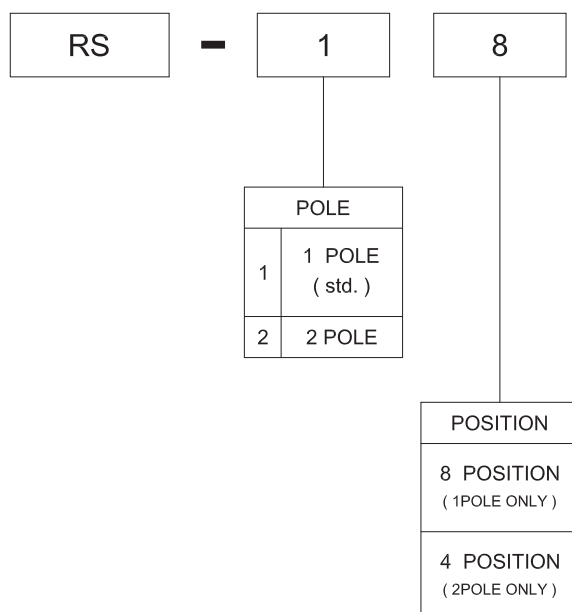 RS - 1 8
POLE
1 1 POLE
( std. )
2 2 POLE
POSITION
8 POSITION
( 1POLE ONLY )
4 POSITION
( 2POLE ONLY )